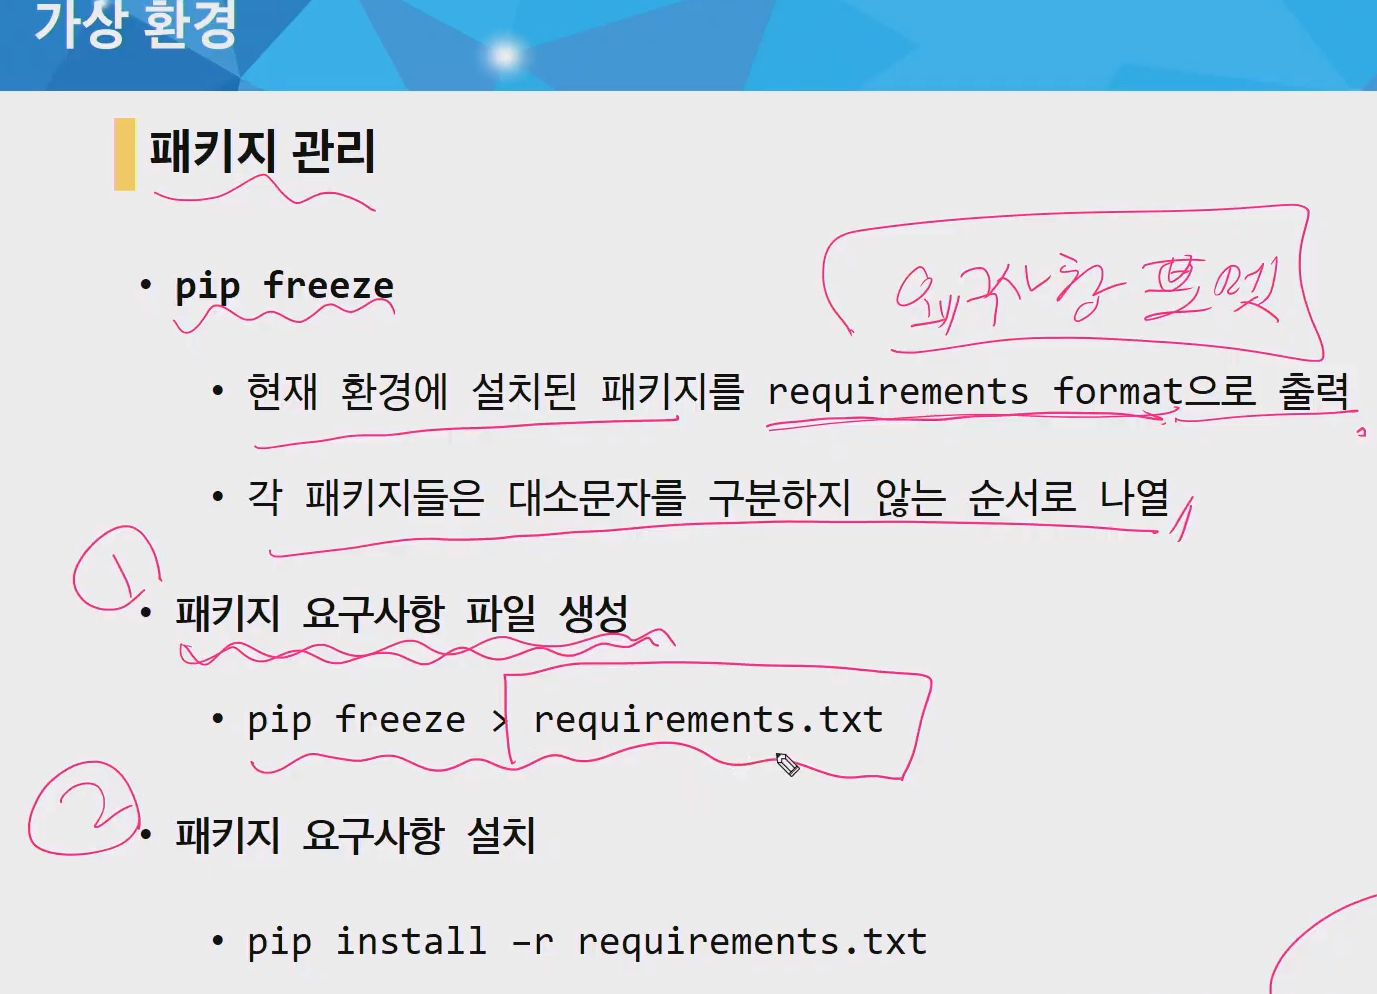 가상 환경
패키지 관리
• pip freeze
요구사항 포멧
• 현재 환경에 설치된 패키지를 requirements format으로 출력
• 각 패키지들은 대소문자를 구분하지 않는 순서로 나열
1
• 패키지 요구사항 파일 생성
• pip freeze > requirements.txt
2
• 패키지 요구사항 설치
• pip install –r requirements.txt